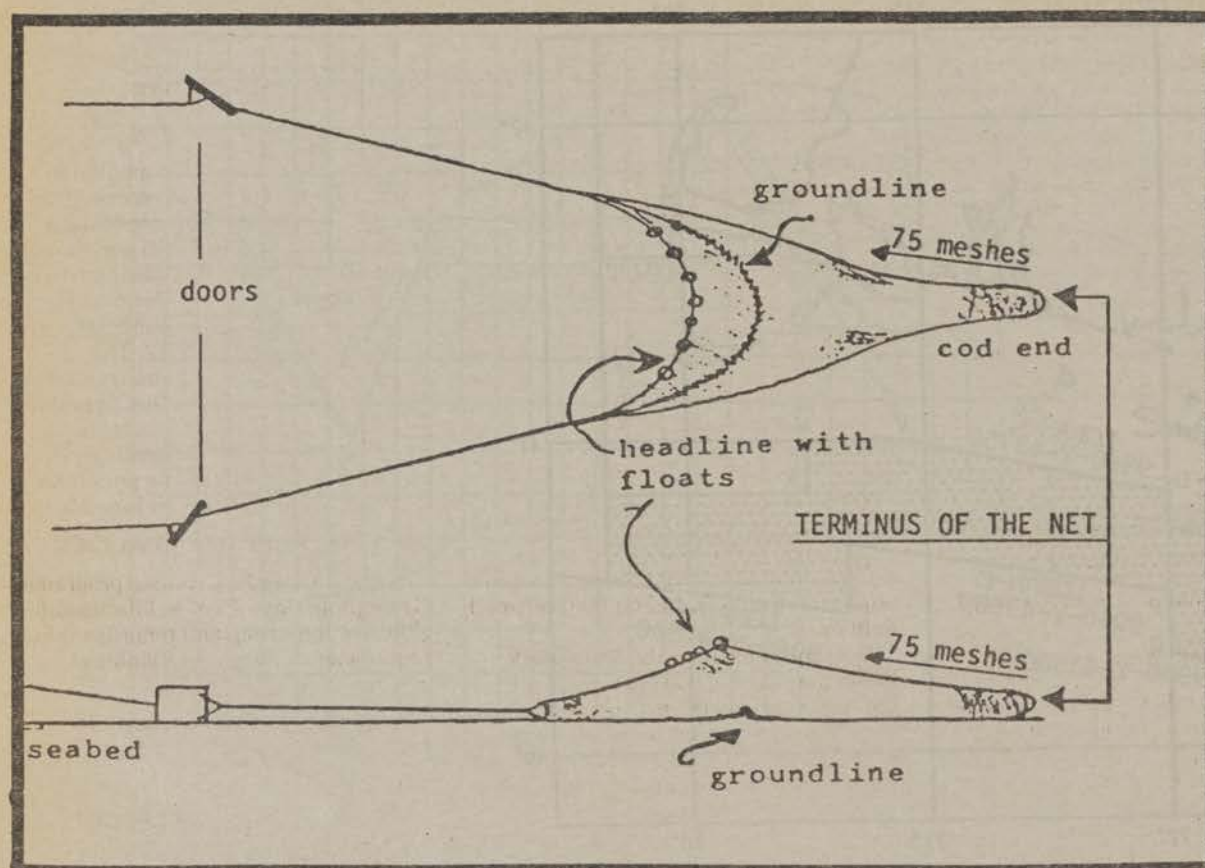 groundline
75 meshes
doors
cod end
headline with
floats
TERMINUS OF THE NET
75 meshes
seabed
groundline